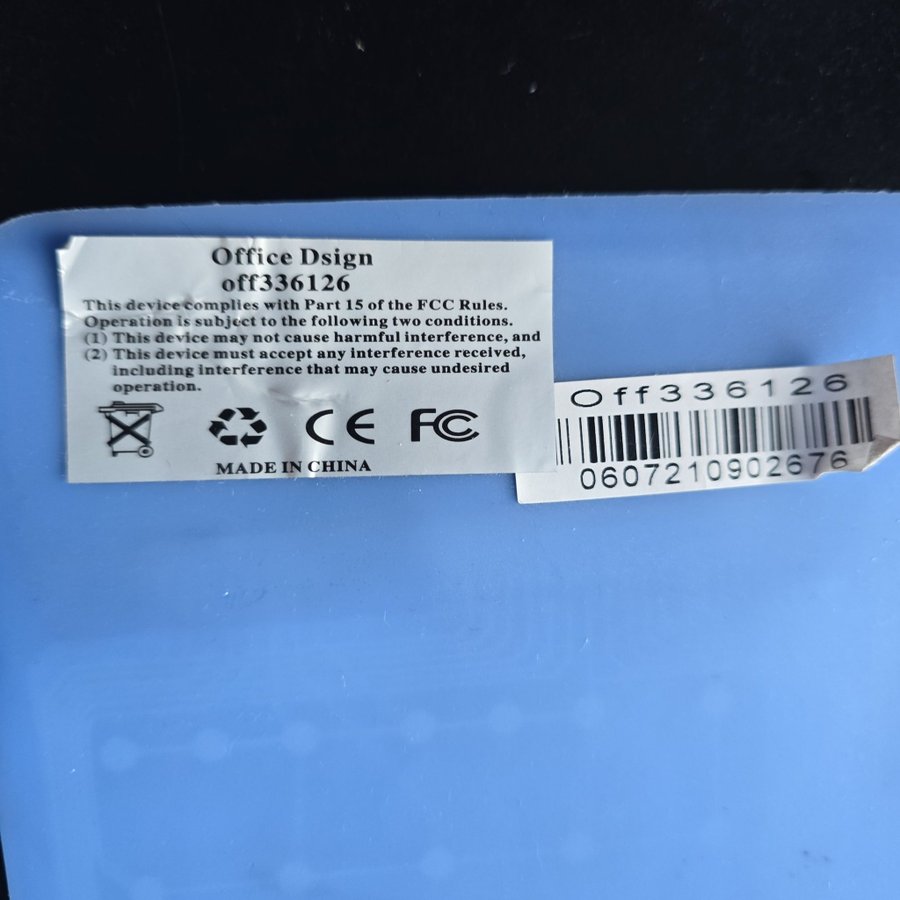 Office Dsign
off336126
This device complies with Part 15 of the FCC Rules.
Operation is subject to the following two conditions.
(1) This device may not cause harmful interference, and
(2) This device must accept any interference received,
including interference that may cause undesired
operation.
CE FC
MADE IN CHINA
Off336126
0607210902676